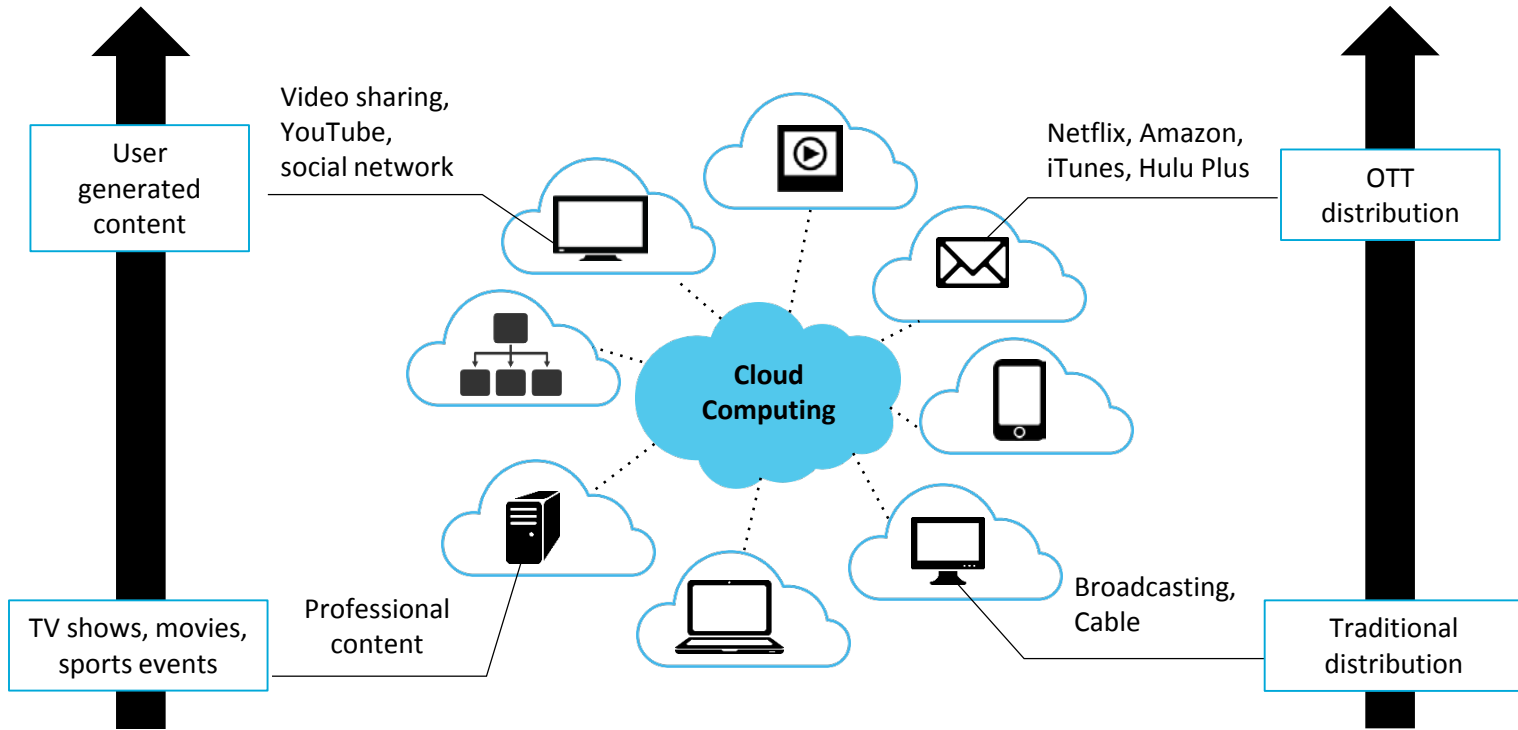 Video sharing,
YouTube,
social network
User
generated
content
Netflix, Amazon,
iTunes, Hulu Plus
OTT
distribution
Cloud
Computing
Professional
content
TV shows, movies,
sports events
Broadcasting,
Cable
Traditional
distribution